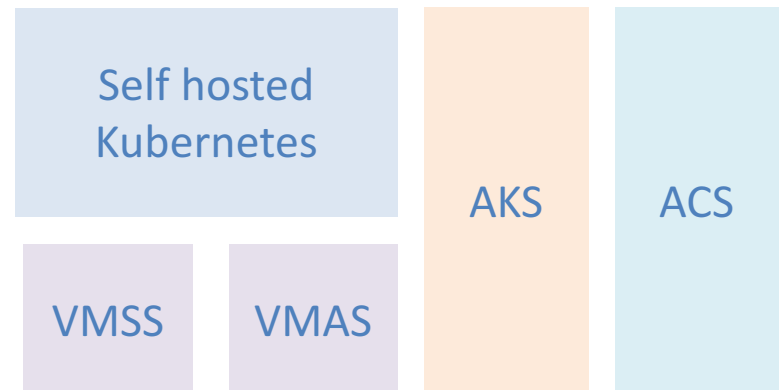 Self hosted
Kubernetes
AKS
ACS
VMSS
VMAS